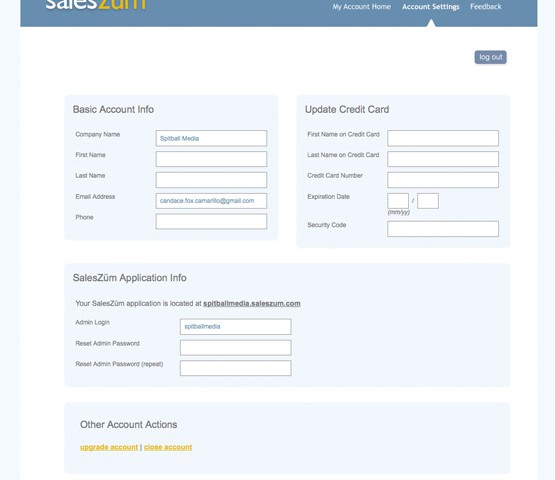 salesZüm
My Account Home Account Settings Feedback
log out
Basic Account Info
Company Name Spitball Media
First Name
Last Name
Email Address candace.fox.camarillo@gmail.com
Phone
Update Credit Card
First Name on Credit Card
Last Name on Credit Card
Credit Card Number
Expiration Date /
(mm/yy)
Security Code
SalesZüm Application Info
Your SalesZüm application is located at spitballmedia.saleszum.com
Admin Login spitballmedia
Reset Admin Password
Reset Admin Password (repeat)
Other Account Actions
upgrade account | close account